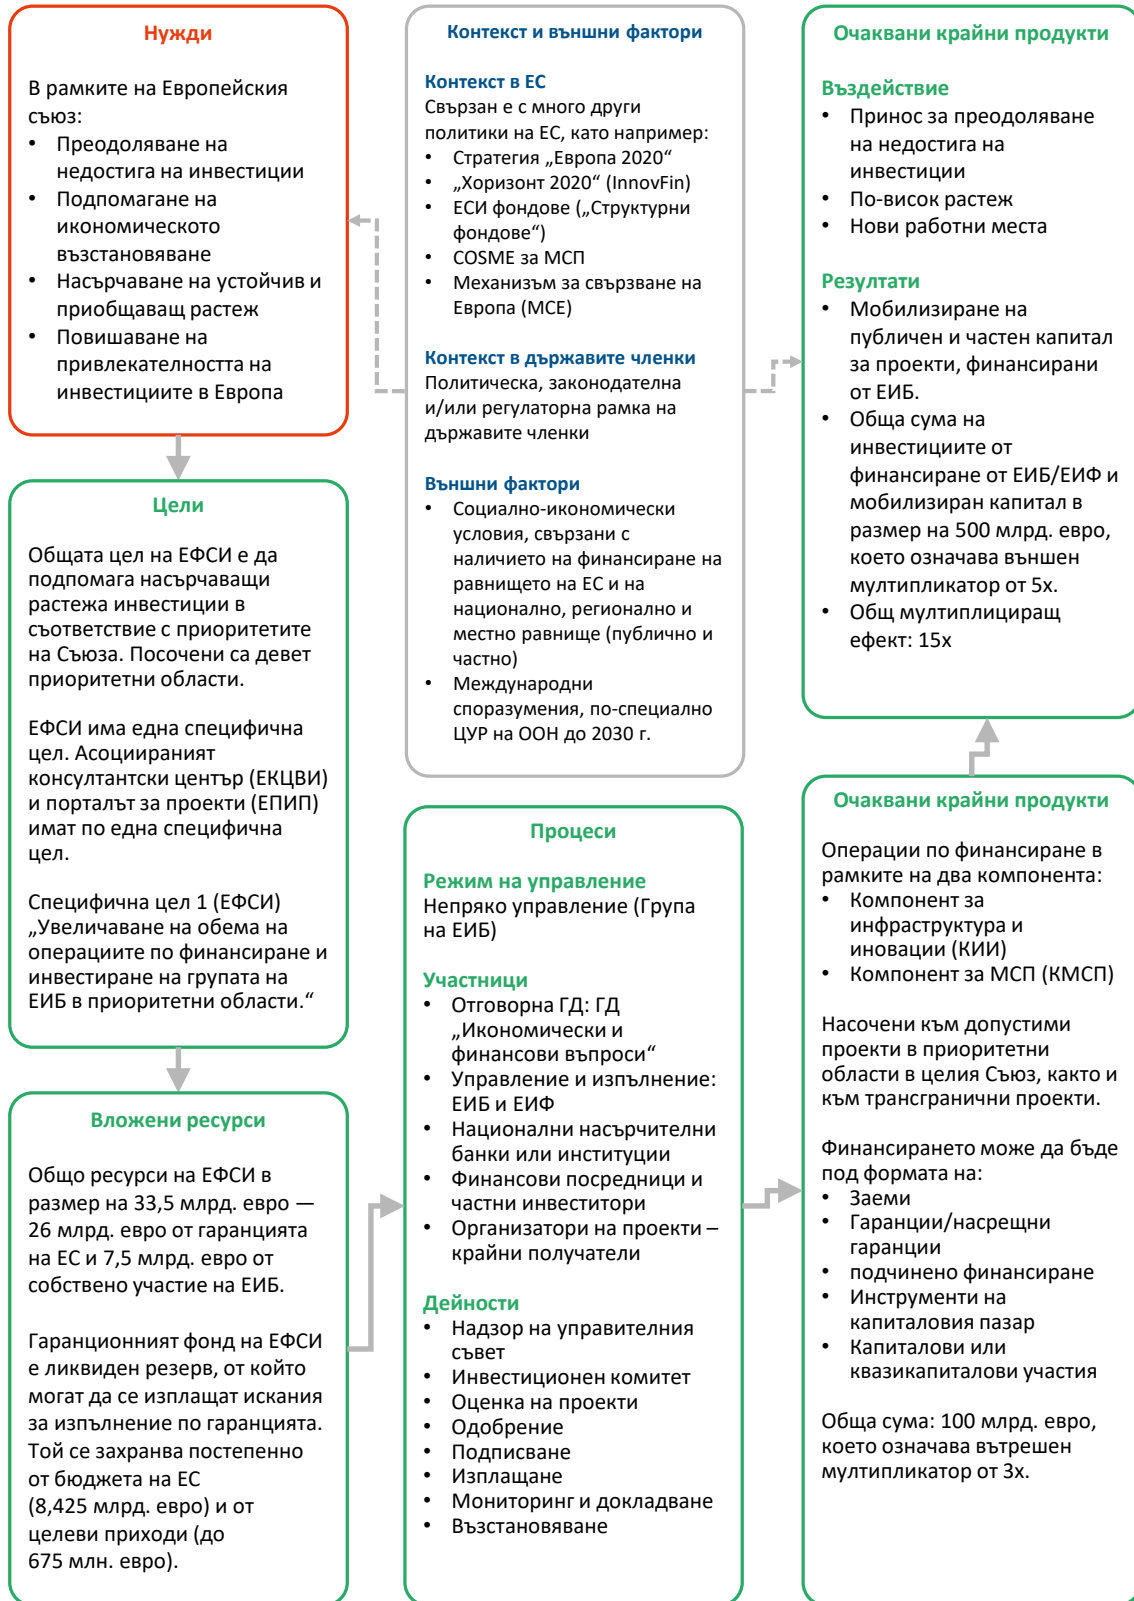 Нужди
В рамките на Европейския
съюз:
• Преодоляване на
недостига на инвестиции
• Подпомагане на
икономическото
възстановяване
• Насърчаване на устойчив и
приобщаващ растеж
• Повишаване на
привлекателността на
инвестициите в Европа
Цели
Общата цел на ЕФСИ е да
подпомага насърчаващи
растежа инвестиции в
съответствие с приоритетите
на Съюза. Посочени са девет
приоритетни области.
ЕФСИ има една специфична
цел. Асоциираният
консултантски център (ЕКЦВИ)
и порталът за проекти (ЕПИП)
имат по една специфична
цел.
Специфична цел 1 (ЕФСИ)
„Увеличаване на обема на
операциите по финансиране и
инвестиране на групата на
ЕИБ в приоритетни области.“
Вложени ресурси
Общо ресурси на ЕФСИ в
размер на 33,5 млрд. евро —
26 млрд. евро от гаранцията
на ЕС и 7,5 млрд. евро от
собствено участие на ЕИБ.
Гаранционният фонд на ЕФСИ
е ликвиден резерв, от който
могат да се изплащат искания
за изпълнение по гаранцията.
Той се захранва постепенно
от бюджета на ЕС
(8,425 млрд. евро) и от
целеви приходи (до
675 млн. евро).
Контекст и външни фактори
Контекст в ЕС
Свързан е с много други
политики на ЕС, като например:
• Стратегия „Европа 2020“
• „Хоризонт 2020“ (InnovFin)
• ЕСИ фондове („Структурни
фондове“)
• COSME за МСП
• Механизъм за свързване на
Европа (МСЕ)
Контекст в държавите членки
Политическа, законодателна
и/или регулаторна рамка на
държавите членки
Външни фактори
• Социално-икономически
условия, свързани с
наличието на финансиране на
равнището на ЕС и на
национално, регионално и
местно равнище (публично и
частно)
• Международни
споразумения, по-специално
ЦУР на ООН до 2030 г.
Процеси
Режим на управление
Непряко управление (Група
на ЕИБ)
Участници
• Отговорна ГД: ГД
„Икономически и
финансови въпроси“
• Управление и изпълнение:
ЕИБ и ЕИФ
• Национални насърчителни
банки или институции
• Финансови посредници и
частни инвеститори
• Организатори на проекти –
крайни получатели
Дейности
• Надзор на управителния
съвет
• Инвестиционен комитет
• Оценка на проекти
• Одобрение
• Подписване
• Изплащане
• Мониторинг и докладване
• Възстановяване
Очаквани крайни продукти
Въздействие
• Принос за преодоляване
на недостига на
инвестиции
• По-висок растеж
• Нови работни места
Резултати
• Мобилизиране на
публичен и частен капитал
за проекти, финансирани
от ЕИБ.
• Обща сума на
инвестициите от
финансиране от ЕИБ/ЕИФ и
мобилизиран капитал в
размер на 500 млрд. евро,
което означава външен
мултипликатор от 5x.
• Общ мултиплициращ
ефект: 15x
Очаквани крайни продукти
Операции по финансиране в
рамките на два компонента:
• Компонент за
инфраструктура и
иновации (КИИ)
• Компонент за МСП (КМСП)
Насочени към допустими
проекти в приоритетни
области в целия Съюз, както и
към трансгранични проекти.
Финансирането може да бъде
под формата на:
• Заеми
• Гаранции/насрещни
гаранции
• подчинено финансиране
• Инструменти на
капиталовия пазар
• Капиталови или
квазикапиталови участия
Обща сума: 100 млрд. евро,
което означава вътрешен
мултипликатор от 3x.